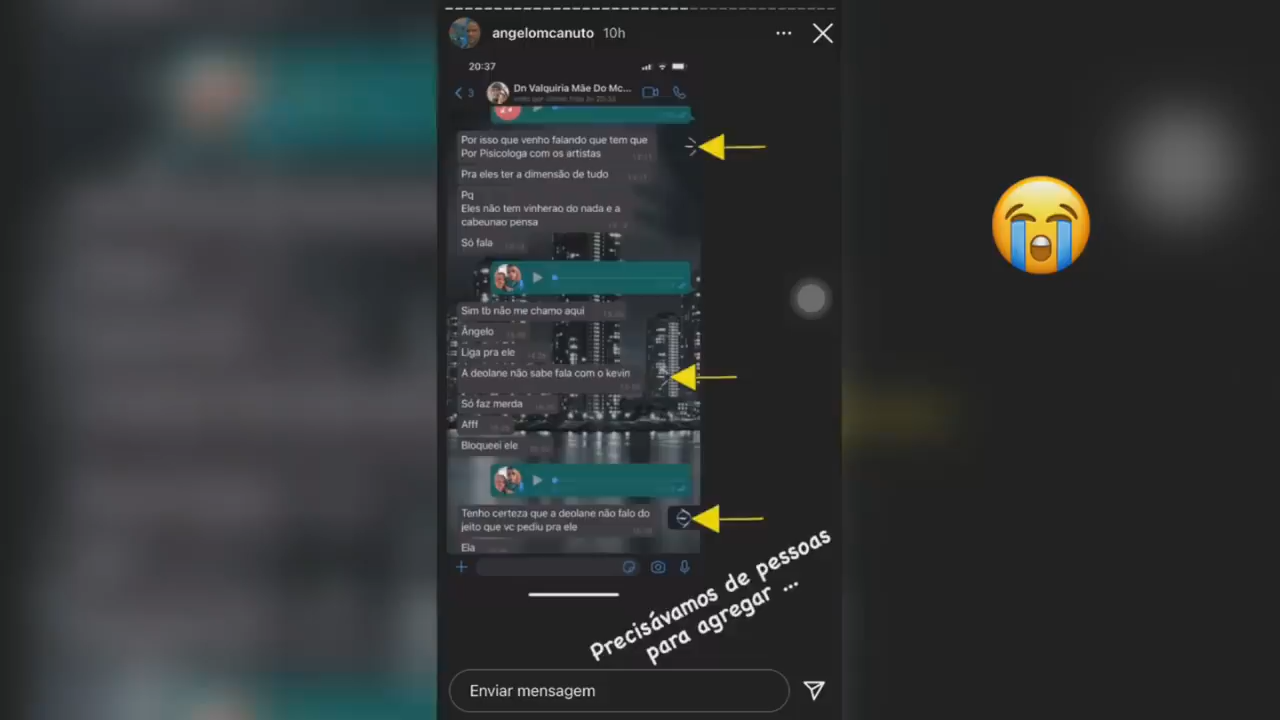 angelomcanuto 10h
20:37
3
Dn Valquiria Mãe Do Mc...
Por isso que venho falando que tem que
Por Pisicologa com os artistas
Pra eles ter a dimensão de tudo
Pq
Eles não tem vinherao do nada e a
cabeunao pensa
Só fala
Sim tb não me chamo aqui
Ângelo
Liga pra ele
A deolane não sabe fala com o kevin
Só faz merda
Afff
Bloqueei ele
Tenho certeza que a deolane não falo do
jeito que vc pediu pra ele
Ela
Precisávamos de pessoas
para agregar ...
Enviar mensagem